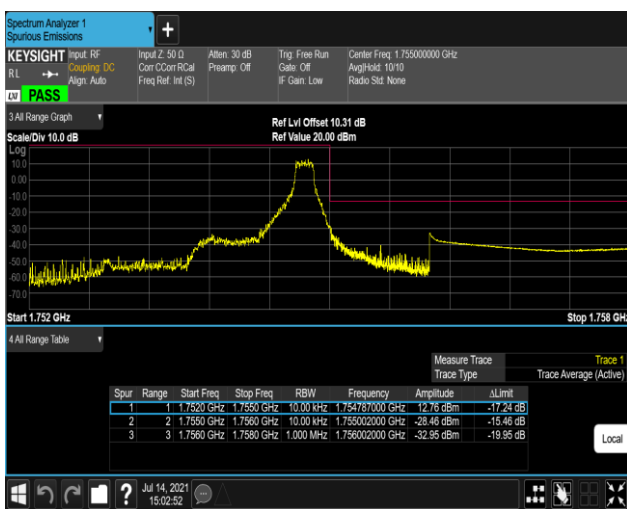 Spectrum Analyzer 1
Spurious Emissions
+
KEYSIGHT Input: RF Input Z: 50 Ω Atten: 30 dB Trig: Free Run Center Freq: 1.755000000 GHz
RL Coupling: DC Corr CCorr RCal Preamp: Off Gate: Off Avg|Hold: 10/10
Align: Auto Freq Ref: Int (S) IF Gain: Low Radio Std: None
LXI PASS
3 All Range Graph
Ref Lvl Offset 10.31 dB
Scale/Div 10.0 dB Ref Value 20.00 dBm
Log
10.0
0.00
-10.0
-20.0
-30.0
-40.0
-50.0
-60.0
-70.0
Start 1.752 GHz Stop 1.758 GHz
4 All Range Table
Measure Trace Trace 1
Trace Type Trace Average (Active)
Spur Range Start Freq Stop Freq RBW Frequency Amplitude ΔLimit
1 1 1.7520 GHz 1.7550 GHz 10.00 kHz 1.754787000 GHz 12.76 dBm -17.24 dB
2 2 1.7550 GHz 1.7560 GHz 10.00 kHz 1.755002000 GHz -28.46 dBm -15.46 dB
3 3 1.7560 GHz 1.7580 GHz 1.000 MHz 1.756002000 GHz -32.95 dBm -19.95 dB
Local
? Jul 14, 2021
15:02:52